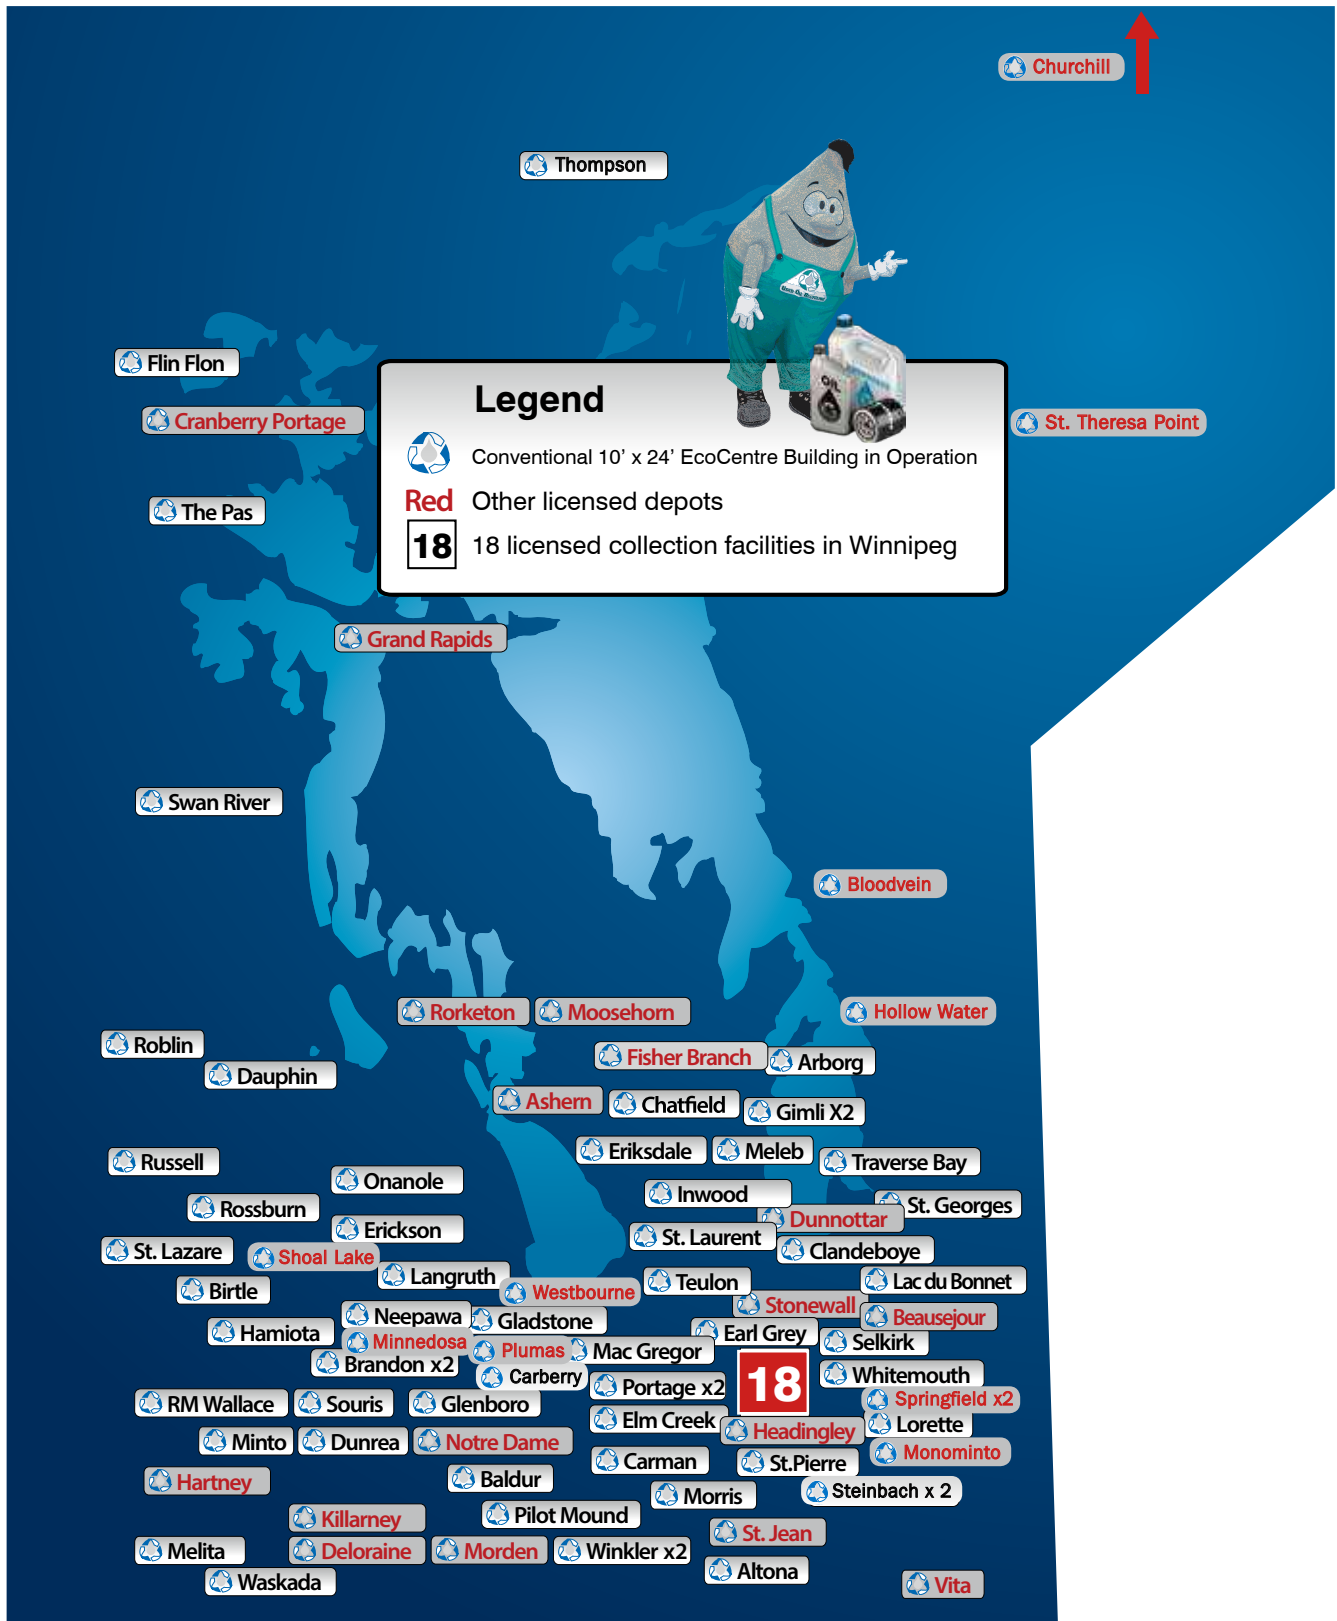 Churchill
Thompson
Flin Flon
Cranberry Portage
St. Theresa Point
The Pas
Legend
Conventional 10' x 24' EcoCentre Building in Operation
Red Other licensed depots
18 18 licensed collection facilities in Winnipeg
OIL
Grand Rapids
Swan River
Bloodvein
Rorketon
Moosehorn
Hollow Water
Roblin
Fisher Branch
Arborg
Dauphin
Ashern
Chatfield
Gimli X2
Eriksdale
Meleb
Traverse Bay
Russell
Onanole
Inwood
St. Georges
Rossburn
Dunnottar
Erickson
St. Laurent
Clandeboye
St. Lazare
Shoal Lake
Langruth
Teulon
Lac du Bonnet
Birtle
Westbourne
Stonewall
Beausejour
Neepawa
Gladstone
Hamiota
Earl Grey
Selkirk
Minnedosa
Plumas
Mac Gregor
Brandon x2
Carberry
Portage x2
18
Whitemouth
Springfield x2
RM Wallace
Souris
Glenboro
Elm Creek
Headingley
Lorette
Minto
Dunrea
Notre Dame
Monominto
Carman
St.Pierre
Hartney
Baldur
Steinbach x 2
Morris
Killarney
Pilot Mound
St. Jean
Melita
Deloraine
Morden
Winkler x2
Altona
Waskada
Vita